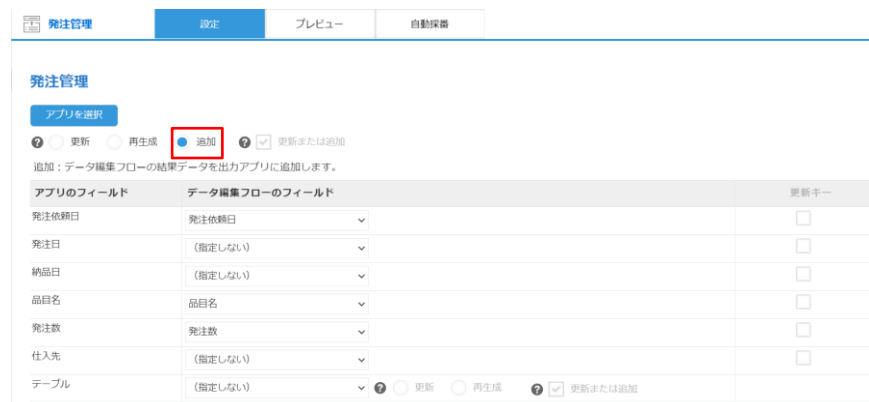 発注管理 設定 プレビュー 自動採番
発注管理
アプリを選択
? 更新 再生成 追加 ? 更新または追加
追加：データ編集フローの結果データを出力アプリに追加します。
アプリのフィールド データ編集フローのフィールド 更新キー
発注依頼日 発注依頼日
発注日 （指定しない）
納品日 （指定しない）
品目名 品目名
発注数 発注数
仕入先 （指定しない）
テーブル （指定しない） ? 更新 再生成 ? 更新または追加